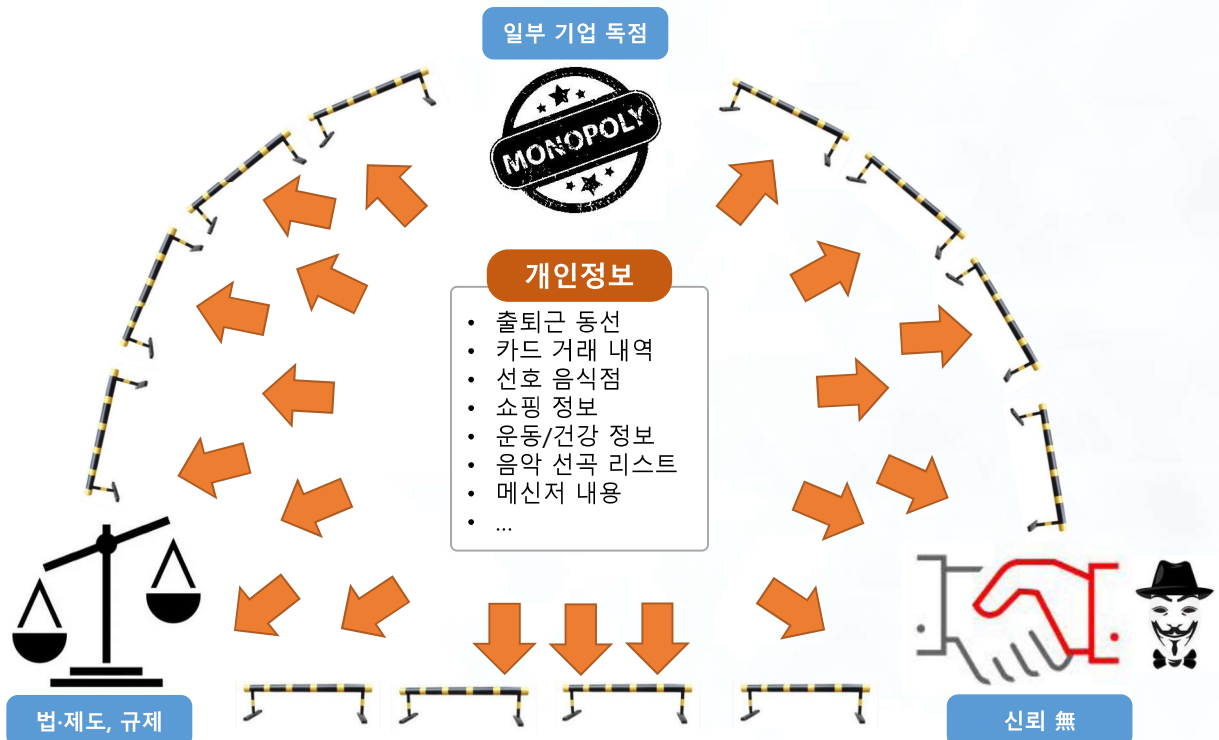 일부 기업 독점
MONOPOLY
개인정보
• 출퇴근 동선
• 카드 거래 내역
• 선호 음식점
• 쇼핑 정보
• 운동/건강 정보
• 음악 선곡 리스트
• 메신저 내용
• ...
법·제도, 규제
신뢰 無